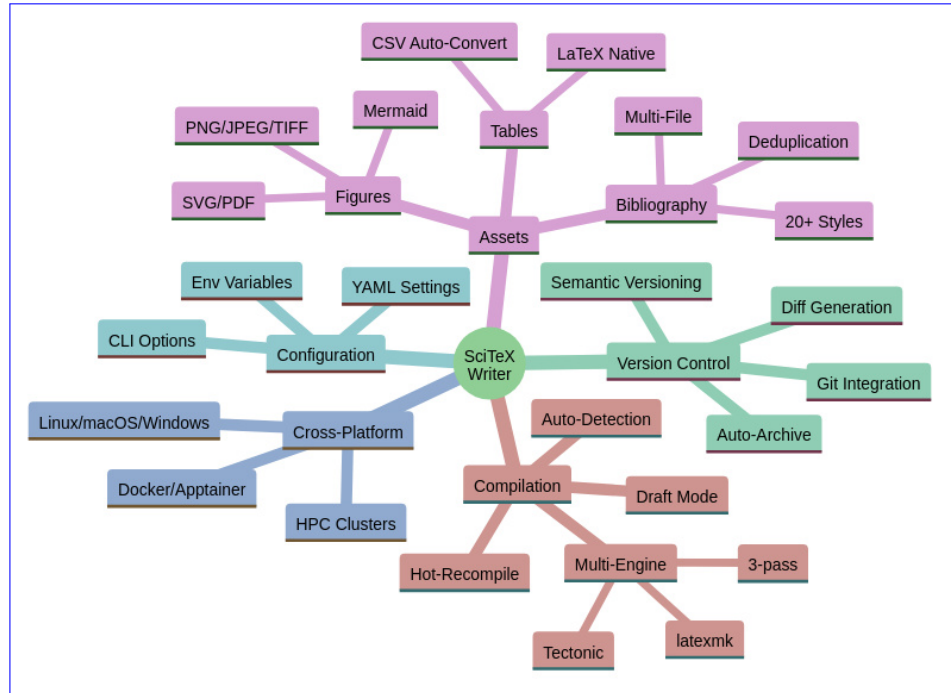 CSV Auto-Convert
LaTeX Native
PNG/JPEG/TIFF
Mermaid
Tables
Multi-File
Deduplication
SVG/PDF
Figures
Bibliography
20+ Styles
Assets
Env Variables
YAML Settings
Semantic Versioning
Diff Generation
CLI Options
Configuration
SciTeX
Writer
Version Control
Git Integration
Linux/macOS/Windows
Cross-Platform
Auto-Detection
Auto-Archive
Docker/Apptainer
Compilation
Draft Mode
HPC Clusters
Hot-Recompile
Multi-Engine
3-pass
Tectonic
latexmk